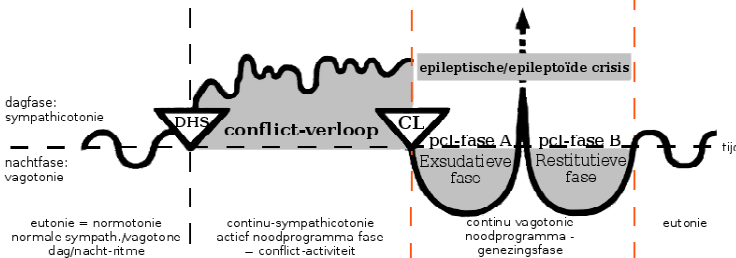 epileptische/epileptoïde crisis
dagfase:
sympathicotonie
DHS
conflict-verloop
CL
pcl-fase A
pcl-fase B
Exsudatieve
fase
Restitutieve
fase
nachtfase:
vagotonie
tijd
eutonie = normotonie
normale sympath./vagotone
dag/nacht-ritme
continu-sympathicotonie
actief noodprogramma fase
= conflict-activiteit
continu vagotonie
noodprogramma -
genezingsfase
eutonie